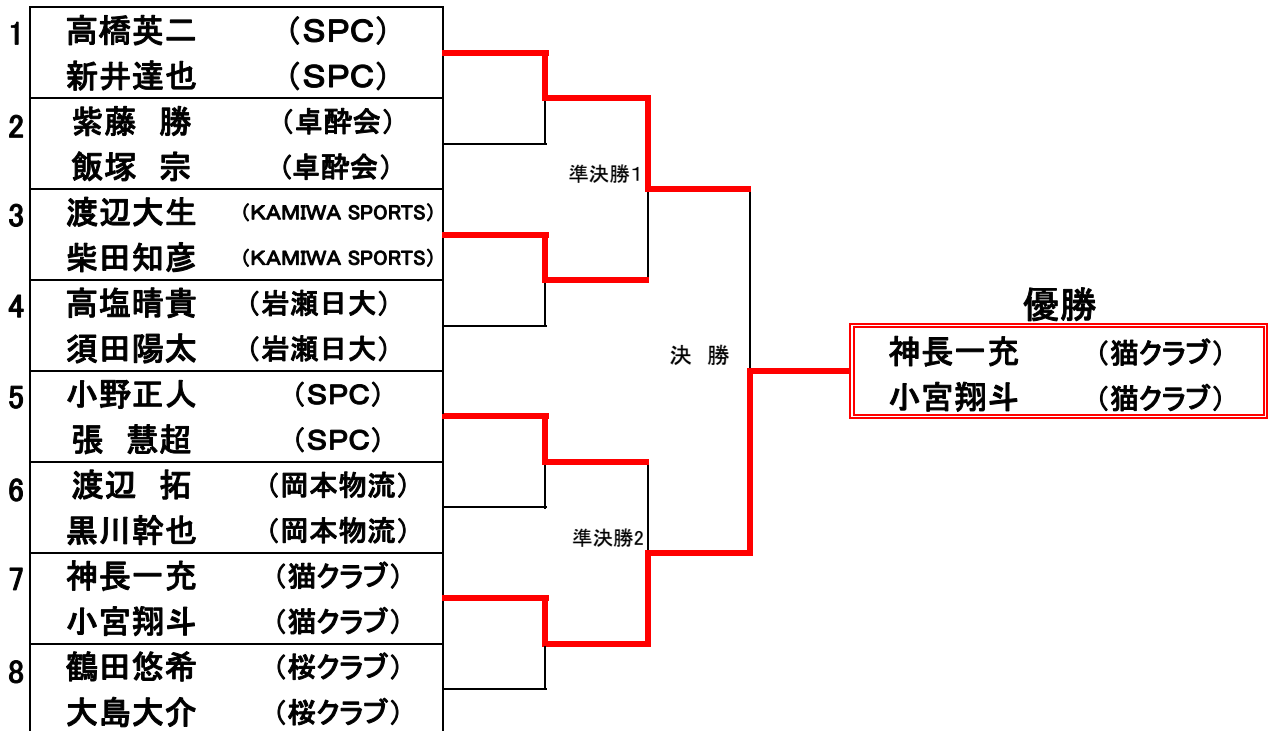 1 高橋英二 （SPC）
新井達也 （SPC）
2 紫藤　勝 （卓酔会）
飯塚　宗 （卓酔会）
準決勝1
3 渡辺大生 （KAMIWA SPORTS）
柴田知彦 （KAMIWA SPORTS）
4 高塩晴貴 （岩瀬日大）
須田陽太 （岩瀬日大）
決　勝
優勝
神長一充 （猫クラブ）
小宮翔斗 （猫クラブ）
5 小野正人 （SPC）
張　慧超 （SPC）
6 渡辺　拓 （岡本物流）
黒川幹也 （岡本物流）
準決勝2
7 神長一充 （猫クラブ）
小宮翔斗 （猫クラブ）
8 鶴田悠希 （桜クラブ）
大島大介 （桜クラブ）